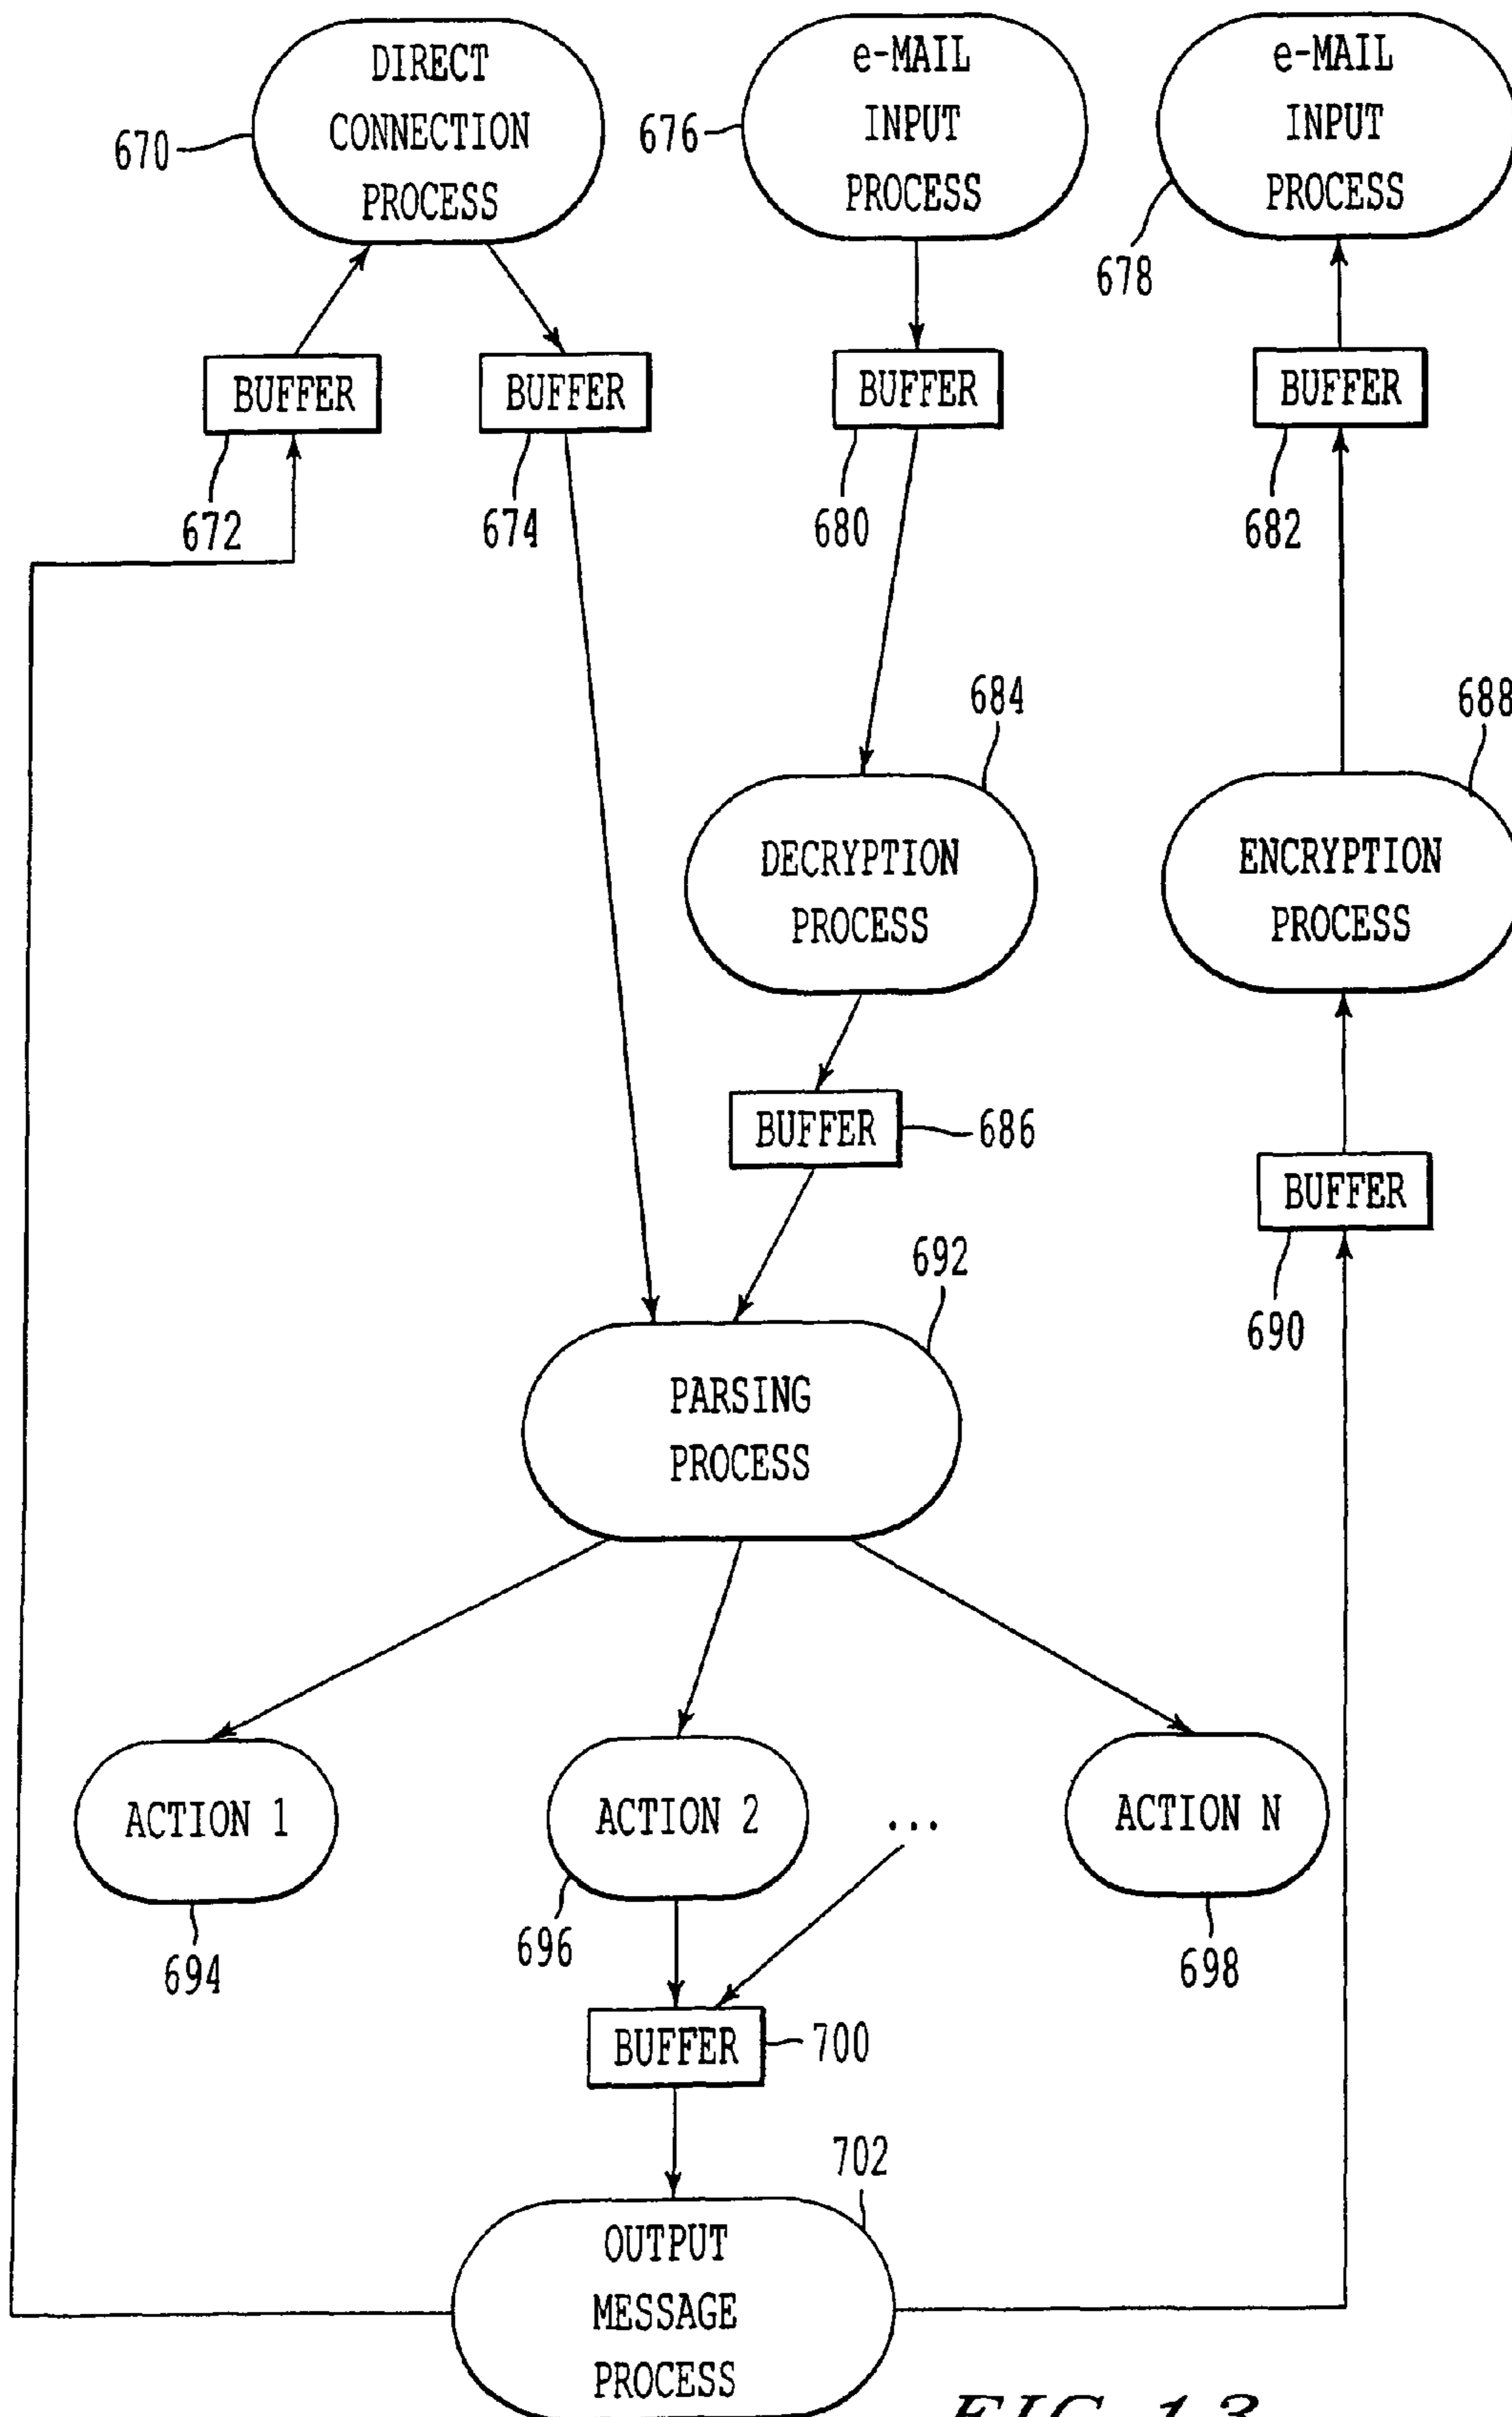 DIRECT
CONNECTION
PROCESS
670
e-MAIL
INPUT
PROCESS
676
e-MAIL
INPUT
PROCESS
678
BUFFER
672
BUFFER
674
BUFFER
680
BUFFER
682
684
DECRYPTION
PROCESS
688
ENCRYPTION
PROCESS
BUFFER
686
BUFFER
690
692
PARSING
PROCESS
ACTION 1
694
ACTION 2
696
...
ACTION N
698
BUFFER
700
702
OUTPUT
MESSAGE
PROCESS
FIG. 13